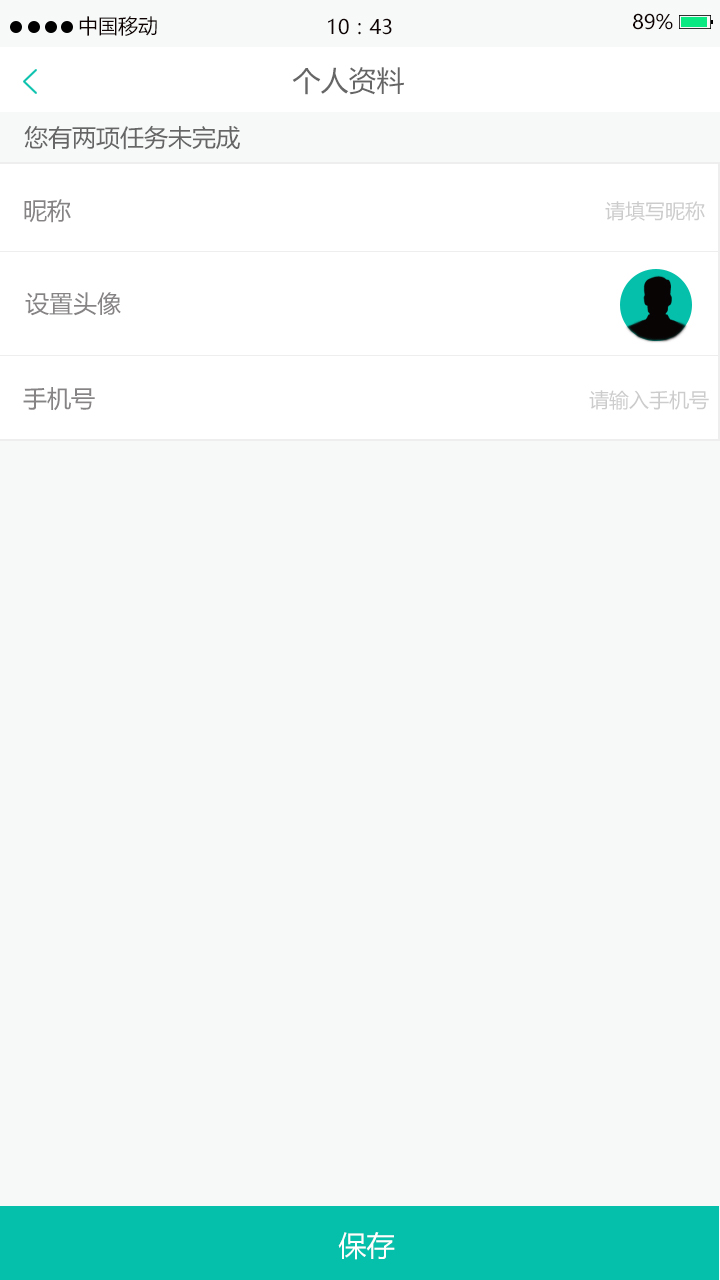 中国移动 10 : 43 89%
个人资料
您有两项任务未完成
昵称 请填写昵称
设置头像
手机号 请输入手机号
保存